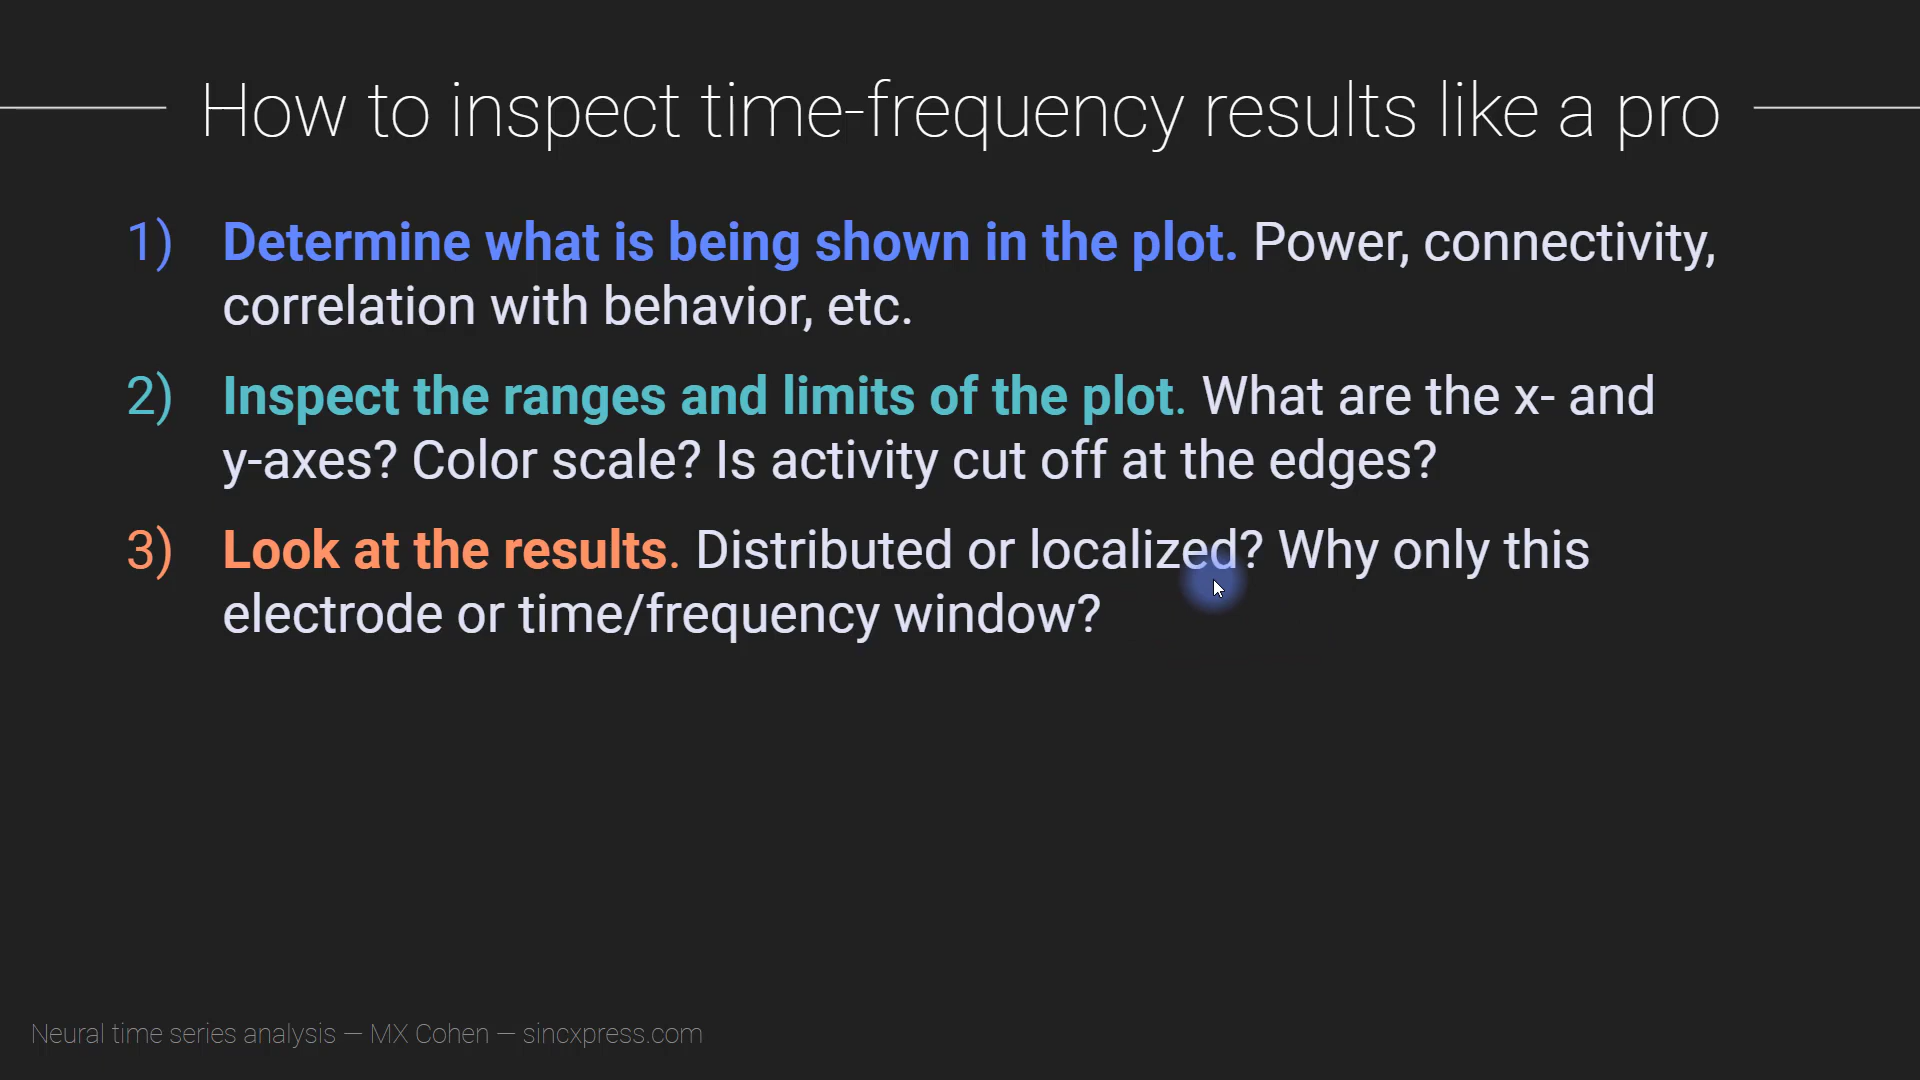 How to inspect time-frequency results like a pro
1) Determine what is being shown in the plot. Power, connectivity,
correlation with behavior, etc.
2) Inspect the ranges and limits of the plot. What are the x- and
y-axes? Color scale? Is activity cut off at the edges?
3) Look at the results. Distributed or localized? Why only this
electrode or time/frequency window?
Neural time series analysis — MX Cohen — sincxpress.com